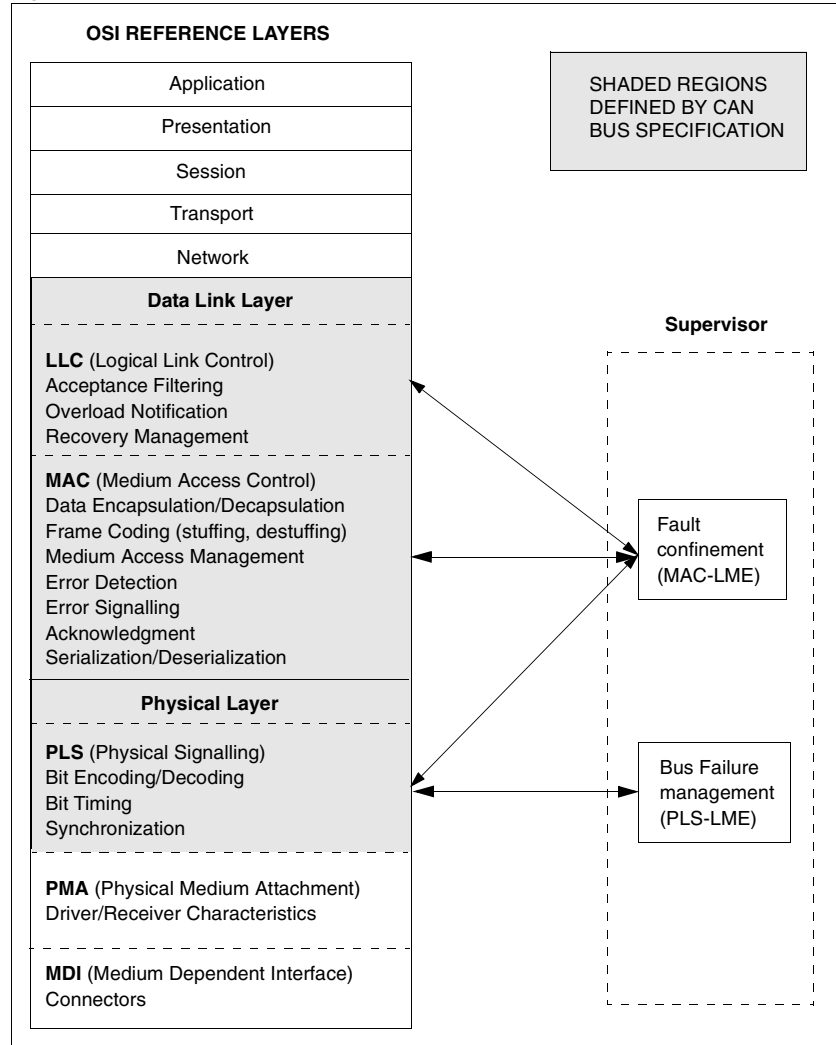 OSI REFERENCE LAYERS
Application
Presentation
Session
Transport
Network
Data Link Layer
LLC (Logical Link Control)
Acceptance Filtering
Overload Notification
Recovery Management
MAC (Medium Access Control)
Data Encapsulation/Decapsulation
Frame Coding (stuffing, destuffing)
Medium Access Management
Error Detection
Error Signalling
Acknowledgment
Serialization/Deserialization
Physical Layer
PLS (Physical Signalling)
Bit Encoding/Decoding
Bit Timing
Synchronization
PMA (Physical Medium Attachment)
Driver/Receiver Characteristics
MDI (Medium Dependent Interface)
Connectors
SHADED REGIONS
DEFINED BY CAN
BUS SPECIFICATION
Supervisor
Fault
confinement
(MAC-LME)
Bus Failure
management
(PLS-LME)